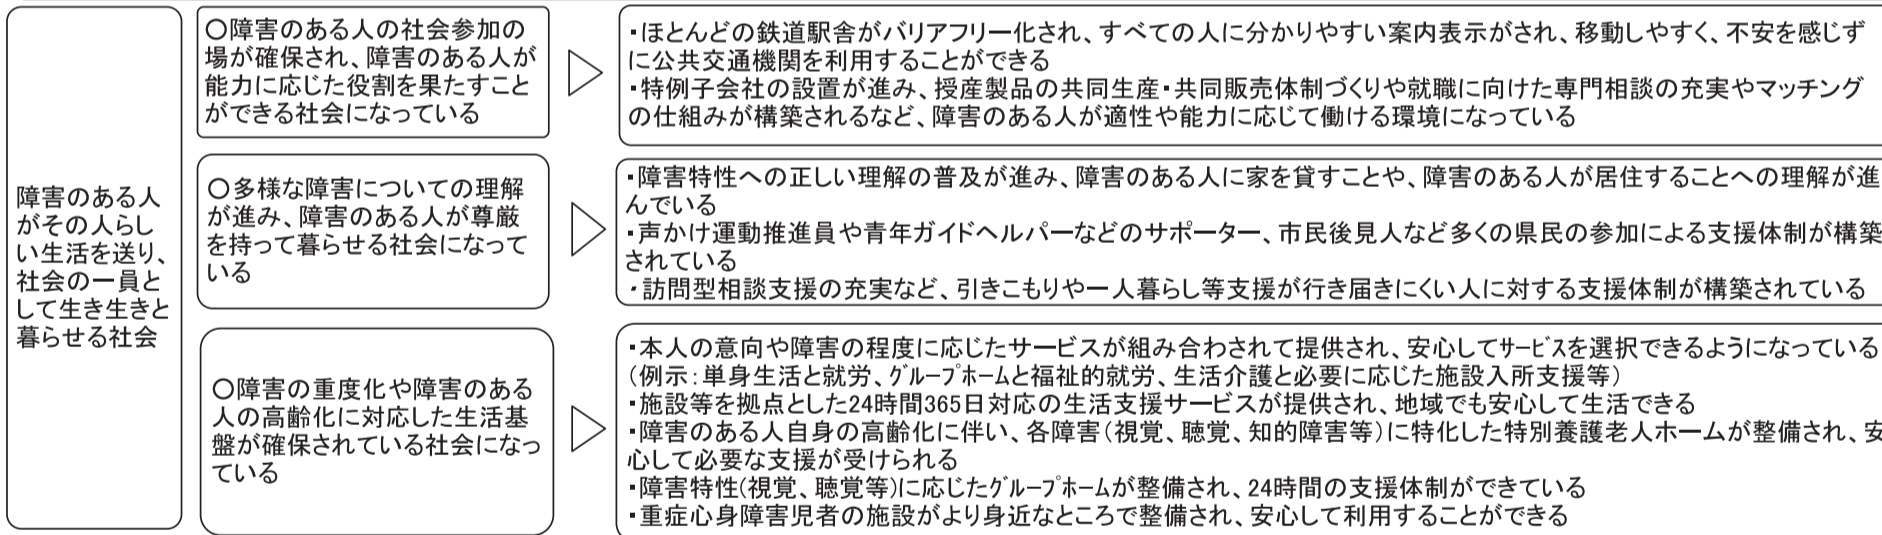 障害のある人
がその人らし
い生活を送り、
社会の一員と
して生き生きと
暮らせる社会
○障害のある人の社会参加の
場が確保され、障害のある人が
能力に応じた役割を果たすこと
ができる社会になっている
・ほとんどの鉄道駅舎がバリアフリー化され、すべての人に分かりやすい案内表示がされ、移動しやすく、不安を感じず
に公共交通機関を利用することができる
・特例子会社の設置が進み、授産製品の共同生産・共同販売体制づくりや就職に向けた専門相談の充実やマッチング
の仕組みが構築されるなど、障害のある人が適性や能力に応じて働ける環境になっている
○多様な障害についての理解
が進み、障害のある人が尊厳
を持って暮らせる社会になって
いる
・障害特性への正しい理解の普及が進み、障害のある人に家を貸すことや、障害のある人が居住することへの理解が進
んでいる
・声かけ運動推進員や青年ガイドヘルパーなどのサポーター、市民後見人など多くの県民の参加による支援体制が構築
されている
・訪問型相談支援の充実など、引きこもりや一人暮らし等支援が行き届きにくい人に対する支援体制が構築されている
○障害の重度化や障害のある
人の高齢化に対応した生活基
盤が確保されている社会になっ
ている
・本人の意向や障害の程度に応じたサービスが組み合わされて提供され、安心してｻｰﾋﾞｽを選択できるようになっている
（例示：単身生活と就労、ｸﾞﾙｰﾌﾟﾎｰﾑと福祉的就労、生活介護と必要に応じた施設入所支援等）
・施設等を拠点とした24時間365日対応の生活支援サービスが提供され、地域でも安心して生活できる
・障害のある人自身の高齢化に伴い、各障害（視覚、聴覚、知的障害等）に特化した特別養護老人ホームが整備され、安
心して必要な支援が受けられる
・障害特性(視覚、聴覚等)に応じたｸﾞﾙｰﾌﾟﾎｰﾑが整備され、24時間の支援体制ができている
・重症心身障害児者の施設がより身近なところで整備され、安心して利用することができる